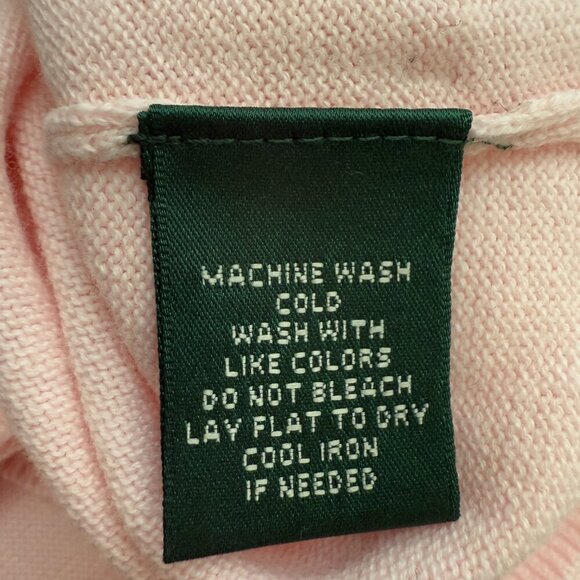 MACHINE WASH
COLD
WASH WITH
LIKE COLORS
DO NOT BLEACH
LAY FLAT TO DRY
COOL IRON
IF NEEDED